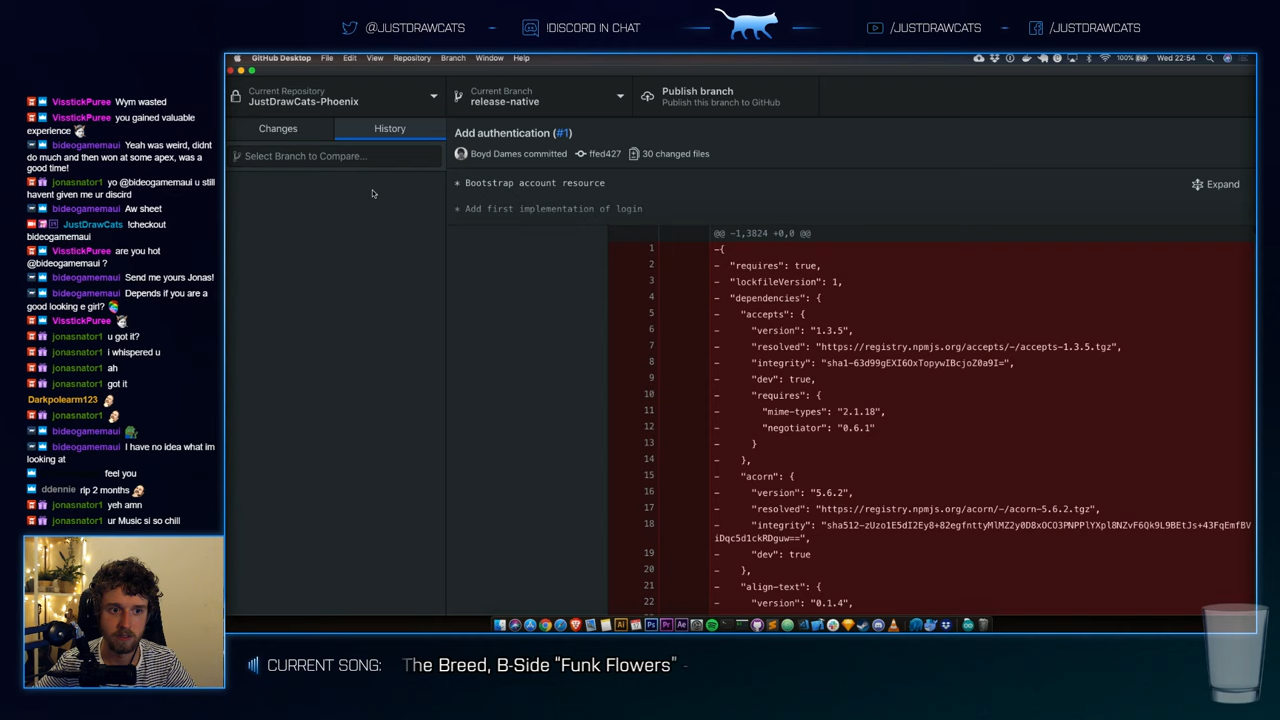 @JUSTDRAWCATS
!DISCORD IN CHAT
/JUSTDRAWCATS
/JUSTDRAWCATS
GitHub Desktop File Edit View Repository Branch Window Help
100% Wed 22:54
Current Repository
JustDrawCats-Phoenix
Current Branch
release-native
Publish branch
Publish this branch to GitHub
Changes
History
Select Branch to Compare...
Add authentication (#1)
Boyd Dames committed
ffed427
30 changed files
* Bootstrap account resource
* Add first implementation of login
Expand
@@ -1,3824 +0,0 @@
1 -{
2 - "requires": true,
3 - "lockfileVersion": 1,
4 - "dependencies": {
5 - "accepts": {
6 - "version": "1.3.5",
7 - "resolved": "https://registry.npmjs.org/accepts/-/accepts-1.3.5.tgz",
8 - "integrity": "sha1-63d99gEXI6OxTopywIBcjoZ0a9I=",
9 - "dev": true,
10 - "requires": {
11 - "mime-types": "2.1.18",
12 - "negotiator": "0.6.1"
13 - }
14 - },
15 - "acorn": {
16 - "version": "5.6.2",
17 - "resolved": "https://registry.npmjs.org/acorn/-/acorn-5.6.2.tgz",
18 - "integrity": "sha512-zUzo1E5dI2Ey8+82egfnttyMlMZ2y0D8xOCO3PNPPlYXpl8NZvF6Qk9L9BEtJs+43FqEmfBV
iDqc5d1ckRDguw==",
19 - "dev": true
20 - },
21 - "align-text": {
22 - "version": "0.1.4",
VisstickPuree Wym wasted
VisstickPuree you gained valuable
experience
bideogamemaui Yeah was weird, didnt
do much and then won at some apex, was a
good time!
jonasnator1 yo @bideogamemaui u still
havent given me ur discird
bideogamemaui Aw sheet
JustDrawCats !checkout
bideogamemaui
VisstickPuree are you hot
@bideogamemaui ?
bideogamemaui Send me yours Jonas!
bideogamemaui Depends if you are a
good looking e girl?
VisstickPuree
jonasnator1 u got it?
jonasnator1 i whispered u
jonasnator1 ah
jonasnator1 got it
Darkpolearm123
jonasnator1
bideogamemaui
bideogamemaui I have no idea what im
looking at
feel you
ddennie rip 2 months
jonasnator1 yeh amn
jonasnator1 ur Music si so chill
CURRENT SONG: The Breed, B-Side "Funk Flowers" -